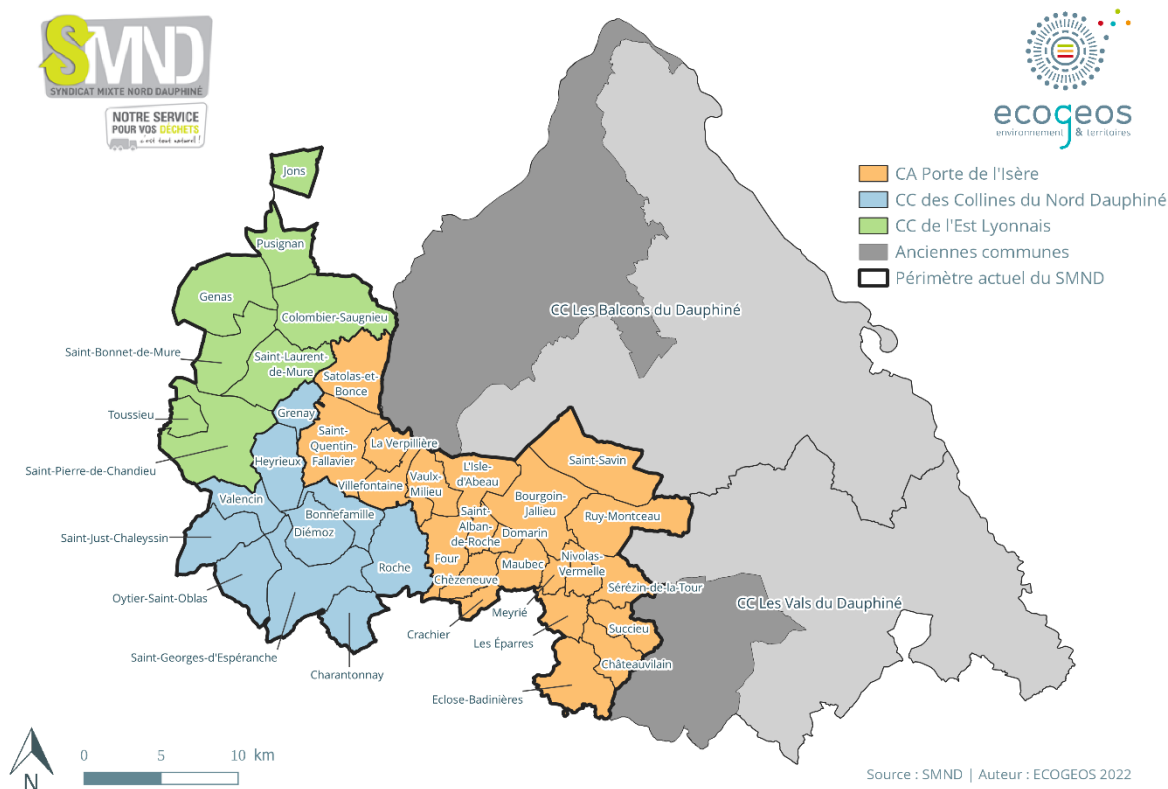 SMND
SYNDICAT MIXTE NORD DAUPHINÉ
NOTRE SERVICE
POUR VOS DÉCHETS
c'est tout naturel !
ecogeos
environnement & territoires
CA Porte de l'Isère
CC des Collines du Nord Dauphiné
CC de l'Est Lyonnais
Anciennes communes
Périmètre actuel du SMND
Jons
Pusignan
Genas
Colombier-Saugnieu
CC Les Balcons du Dauphiné
Saint-Bonnet-de-Mure
Saint-Laurent-
de-Mure
Satolas-et-
Bonce
Toussieu
Grenay
Saint-
Quentin-
Fallavier
La Verpillière
Saint-Pierre-de-Chandieu
Heyrieux
Villefontaine
Vaulx-
Milieu
L'Isle-
d'Abeau
Saint-Savin
Valencin
Bonnefamille
Diémoz
Bourgoin-
Jallieu
Ruy-Montceau
Saint-Just-Chaleyssin
Saint-
Alban-
de-Roche
Domarin
Roche
Four
Maubec
Nivolas-
Vermelle
Chèzeneuve
Sérézin-de-la-Tour
Oytier-Saint-Oblas
CC Les Vals du Dauphiné
Meyrié
Crachier
Les Éparres
Succieu
Saint-Georges-d'Espéranche
Charantonnay
Châteauvilain
Eclose-Badinières
N
0 5 10 km
Source : SMND | Auteur : ECOGEOS 2022